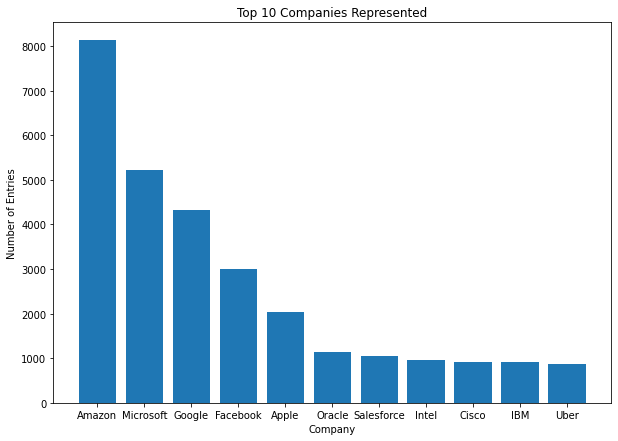 Top 10 Companies Represented
8000
7000
6000
5000
4000
3000
2000
1000
0
Number of Entries
Amazon Microsoft Google Facebook Apple Oracle Salesforce Intel Cisco IBM Uber
Company